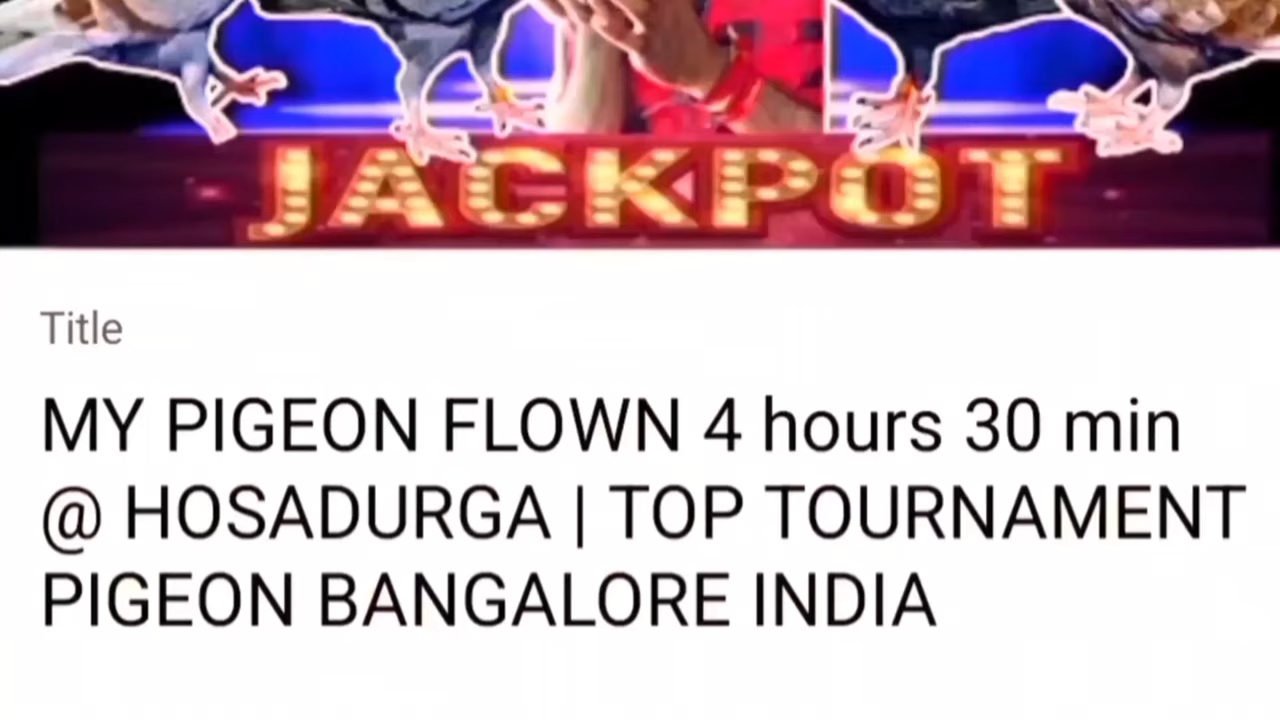 JACKPOT
Title
MY PIGEON FLOWN 4 hours 30 min
@ HOSADURGA | TOP TOURNAMENT
PIGEON BANGALORE INDIA